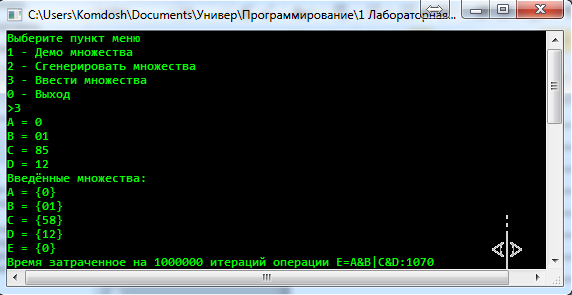 C:\Users\Komdosh\Documents\Универ\Программирование\1 Лабораторная...
Выберите пункт меню
1 - Демо множества
2 - Сгенерировать множества
3 - Ввести множества
0 - Выход
>3
A = 0
B = 01
C = 85
D = 12
Введённые множества:
A = {0}
B = {01}
C = {58}
D = {12}
E = {0}
Время затраченное на 1000000 итераций операции E=A&B|C&D:1070